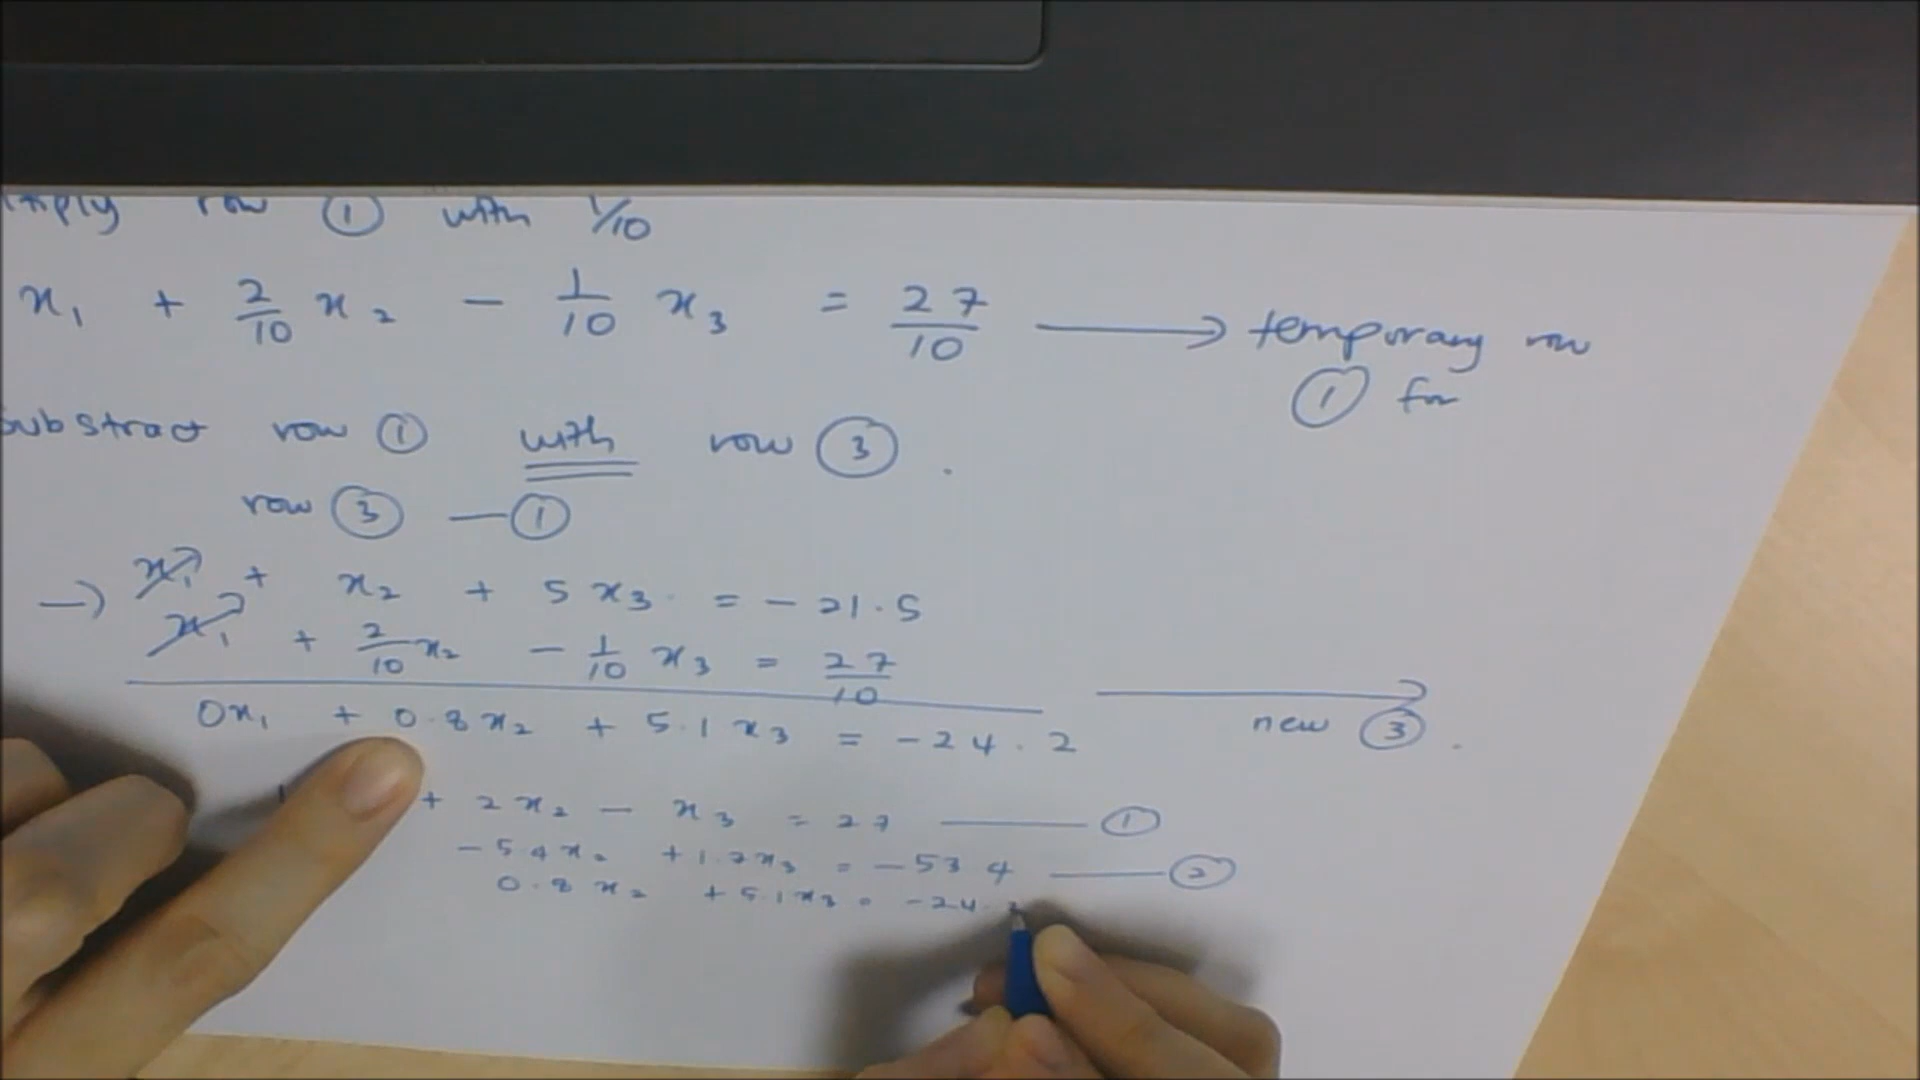 row ① with 1/10
x₁ + 2/10 x₂ - 1/10 x₃ = 27/10 → temporary row
① for
substract row ① with row ③ .
row ③ — ①
→ x₁ + x₂ + 5x₃ = - 21.5
x₁ + 2/10 x₂ - 1/10 x₃ = 27/10
0x₁ + 0.8x₂ + 5.1x₃ = -24.2 → new ③ .
+ 2x₂ - x₃ = 27 — ①
-5.4x₂ + 1.7x₃ = -53.4 — ②
0.8x₂ + 5.1x₃ = -24.2